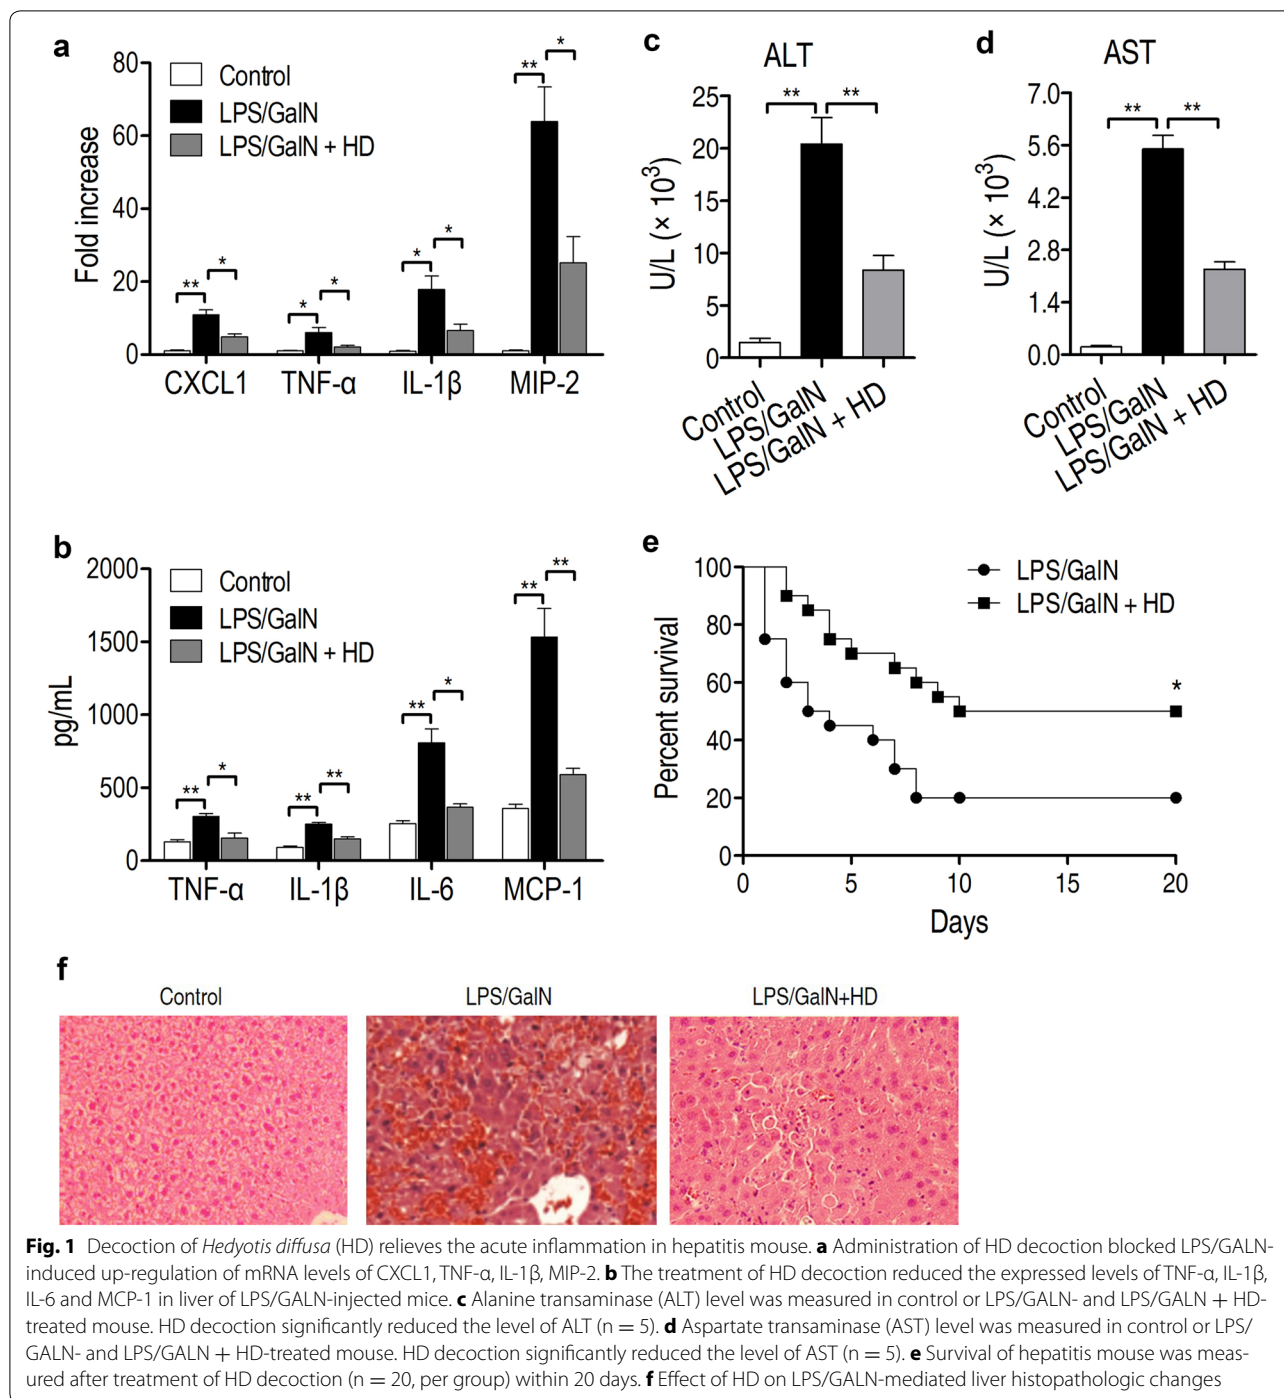 a
80
60
40
20
0
Fold increase
Control
LPS/GalN
LPS/GalN + HD
** *
* *
* *
** *
CXCL1 TNF-α IL-1β MIP-2
c
ALT
25
20
15
10
5
0
U/L (× 10³)
** **
Control
LPS/GalN
LPS/GalN + HD
d
AST
7.0
5.6
4.2
2.8
1.4
0.0
U/L (× 10³)
** **
Control
LPS/GalN
LPS/GalN + HD
b
2000
1500
1000
500
0
pg/mL
Control
LPS/GalN
LPS/GalN + HD
** *
** **
** *
** **
TNF-α IL-1β IL-6 MCP-1
e
100
80
60
40
20
0
Percent survival
LPS/GalN
LPS/GalN + HD
*
0 5 10 15 20
Days
f
Control LPS/GalN LPS/GalN+HD
Fig. 1 Decoction of Hedyotis diffusa (HD) relieves the acute inflammation in hepatitis mouse. a Administration of HD decoction blocked LPS/GALN-
induced up-regulation of mRNA levels of CXCL1, TNF-α, IL-1β, MIP-2. b The treatment of HD decoction reduced the expressed levels of TNF-α, IL-1β,
IL-6 and MCP-1 in liver of LPS/GALN-injected mice. c Alanine transaminase (ALT) level was measured in control or LPS/GALN- and LPS/GALN + HD-
treated mouse. HD decoction significantly reduced the level of ALT (n = 5). d Aspartate transaminase (AST) level was measured in control or LPS/
GALN- and LPS/GALN + HD-treated mouse. HD decoction significantly reduced the level of AST (n = 5). e Survival of hepatitis mouse was meas-
ured after treatment of HD decoction (n = 20, per group) within 20 days. f Effect of HD on LPS/GALN-mediated liver histopathologic changes